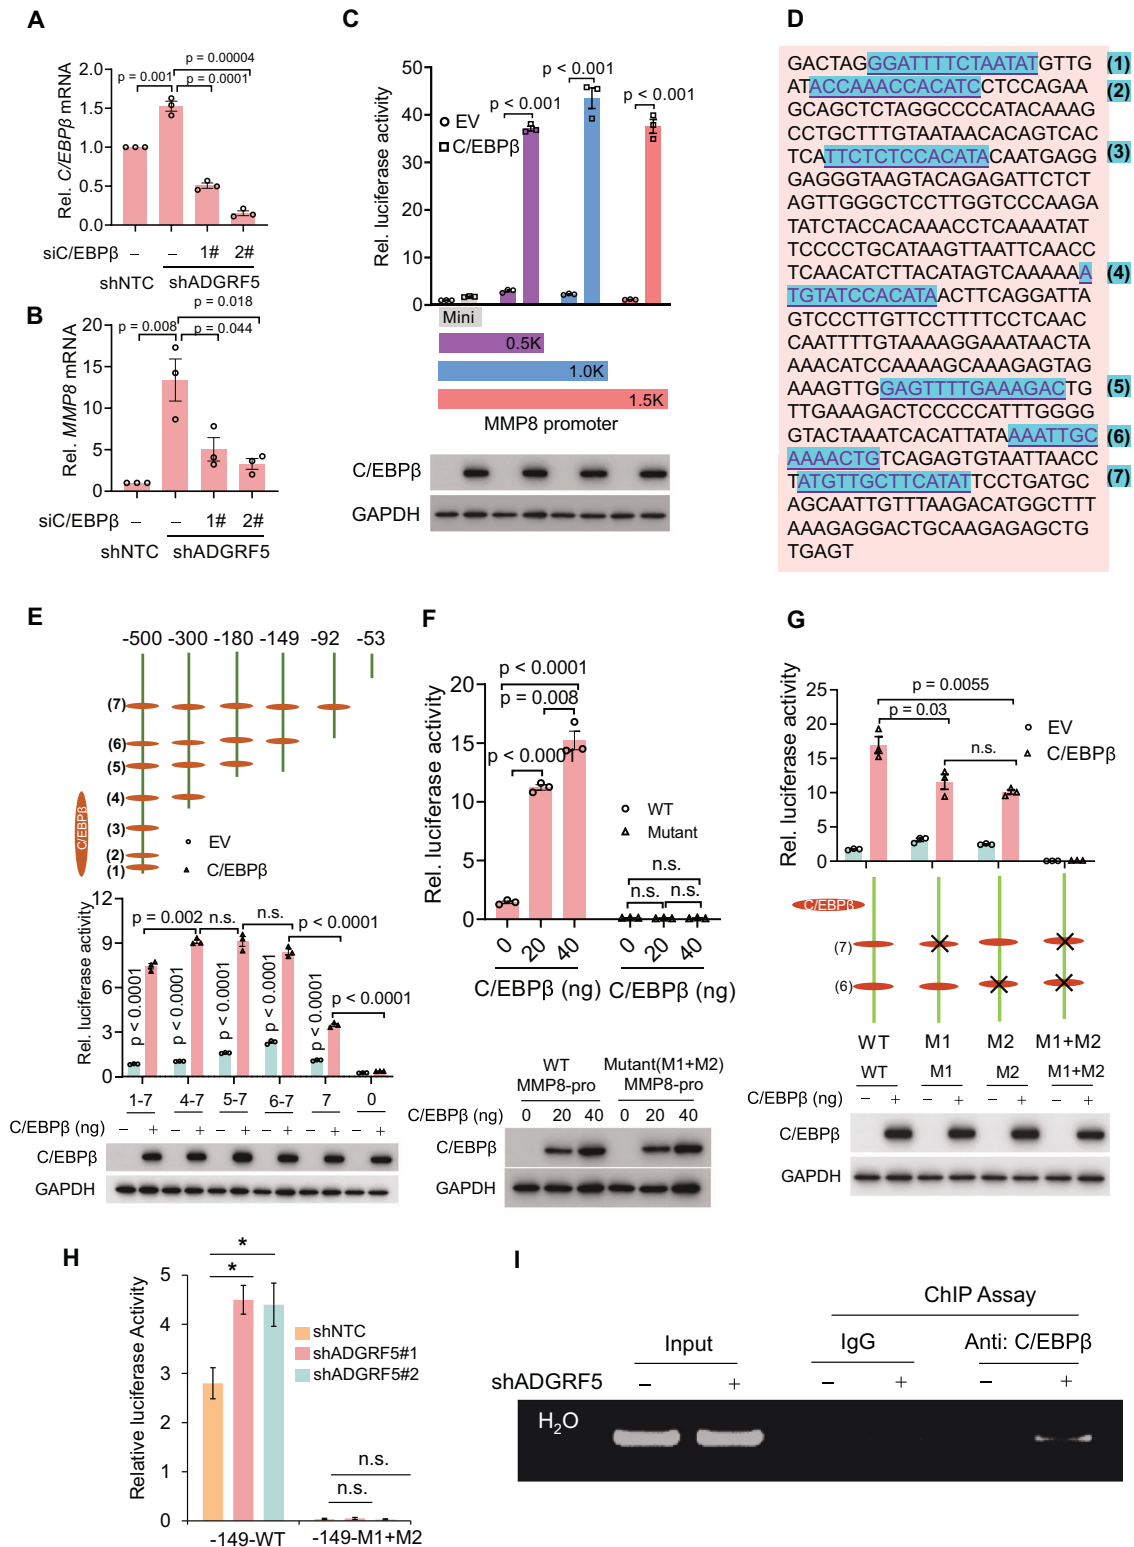 A
p = 0.00004
p = 0.001
p = 0.0001
2.0
1.5
1.0
0.5
0.0
Rel. C/EBPβ mRNA
siC/EBPβ – – 1# 2#
shNTC shADGRF5
B
p = 0.018
p = 0.008
p = 0.044
20
15
10
5
0
Rel. MMP8 mRNA
siC/EBPβ – – 1# 2#
shNTC shADGRF5
C
50
40
30
20
10
0
Rel. luciferase activity
EV
C/EBPβ
p < 0.001
p < 0.001
p < 0.001
Mini
0.5K
1.0K
1.5K
MMP8 promoter
C/EBPβ
GAPDH
D
GACTAGGGATTTTCTAATATGTTG (1)
ATACCAAACCACATCCTCCAGAA (2)
GCAGCTCTAGGCCCCATACAAAG
CCTGCTTTGTAATAACACAGTCAC
TCATTCTCTCCACATACAATGAGG (3)
GAGGGTAAGTACAGAGATTCTCT
AGTTGGGCTCCTTGGTCCCAAGA
TATCTACCACAAACCTCAAAATAT
TCCCCTGCATAAGTTAATTCAACC
TCAACATCTTACATAGTCAAAAAA (4)
TGTATCCACATAACTTCAGGATTA
GTCCCTTGTTCCTTTTCCTCAAC
CAATTTTGTAAAAGGAAATAACTA
AAACATCCAAAAGCAAAGAGTAG
AAAGTTGGAGTTTTGAAAGACTG (5)
TTGAAAGACTCCCCCATTTGGGG
GTACTAAATCACATTATAAAATTGC (6)
AAAACTGTCAGAGTGTAATTAACC
TATGTTGCTTCATATTCCTGATGC (7)
AGCAATTGTTTAAGACATGGCTTT
AAAGAGGACTGCAAGAGAGCTG
TGAGT
E
-500 -300 -180 -149 -92 -53
(7)
(6)
(5)
(4)
(3)
(2)
(1)
C/EBPβ
EV
C/EBPβ
12
9
6
3
0
Rel. luciferase activity
p = 0.002
n.s.
n.s.
p < 0.0001
p < 0.0001
p < 0.0001
p < 0.0001
p < 0.0001
p < 0.0001
p < 0.0001
1-7 4-7 5-7 6-7 7 0
C/EBPβ (ng) – + – + – + – + – + – +
C/EBPβ
GAPDH
F
p < 0.0001
p = 0.008
p < 0.0001
20
15
10
5
0
Rel. luciferase activity
WT
Mutant
n.s.
n.s. n.s.
0 20 40 0 20 40
C/EBPβ (ng) C/EBPβ (ng)
WT Mutant(M1+M2)
MMP8-pro MMP8-pro
C/EBPβ (ng) 0 20 40 0 20 40
C/EBPβ
GAPDH
G
p = 0.0055
p = 0.03
n.s.
EV
C/EBPβ
25
20
15
10
5
0
Rel. luciferase activity
C/EBPβ
(7)
(6)
WT M1 M2 M1+M2
WT M1 M2 M1+M2
C/EBPβ (ng) – + – + – + – +
C/EBPβ
GAPDH
H
*
*
5
4
3
2
1
0
Relative luciferase Activity
shNTC
shADGRF5#1
shADGRF5#2
n.s.
n.s.
-149-WT -149-M1+M2
I
ChIP Assay
Input IgG Anti: C/EBPβ
shADGRF5 – + – + – +
H2O